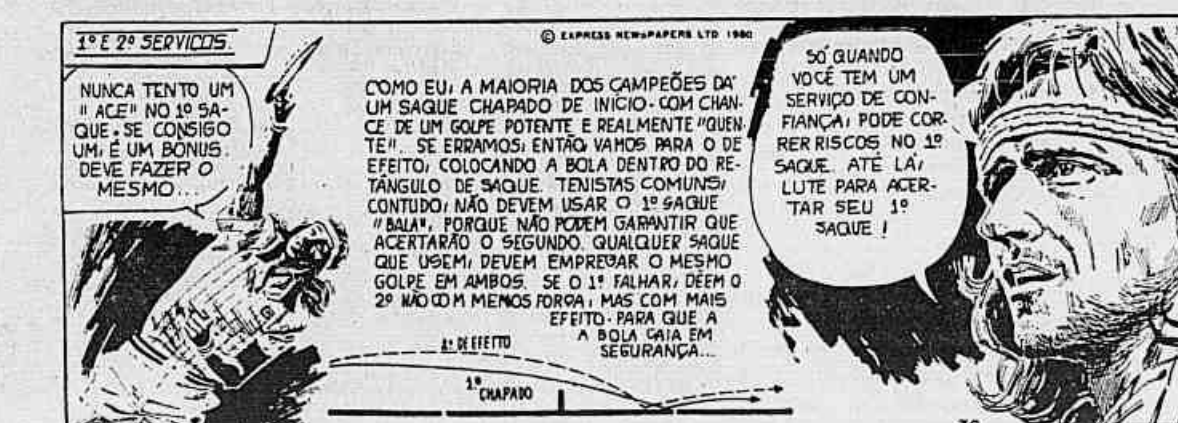 1º E 2º SERVICOS
© EXPRESS NEWSPAPERS LTD 1980
NUNCA TENTO UM
"ACE" NO 1º SA-
QUE. SE CONSIGO
UM, É UM BÔNUS.
DEVE FAZER O
MESMO...
COMO EU, A MAIORIA DOS CAMPEÕES DÁ
UM SAQUE CHAPADO DE INÍCIO. COM CHAN-
CE DE UM GOLPE POTENTE E REALMENTE "QUEN-
TE". SE ERRAMOS, ENTÃO, VAMOS PARA O DE
EFEITO, COLOCANDO A BOLA DENTRO DO RE-
TÂNGULO DE SAQUE. TENISTAS COMUNS,
CONTUDO, NÃO DEVEM USAR O 1º SAQUE
"BALA", PORQUE NÃO PODEM GARANTIR QUE
ACERTARÃO O SEGUNDO. QUALQUER SAQUE
QUE USEM, DEVEM EMPREGAR O MESMO
GOLPE EM AMBOS. SE O 1º FALHAR, DÊEM O
2º NÃO COM MENOS FORÇA, MAS COM MAIS
EFEITO. PARA QUE A
A BOLA CAIA EM
SEGURANÇA...
2º DE EFEITO
1º CHAPADO
SÓ QUANDO
VOCÊ TEM UM
SERVIÇO DE CON-
FIANÇA, PODE COR-
RER RISCOS NO 1º
SAQUE. ATÉ LÁ,
LUTE PARA ACER-
TAR SEU 1º
SAQUE!